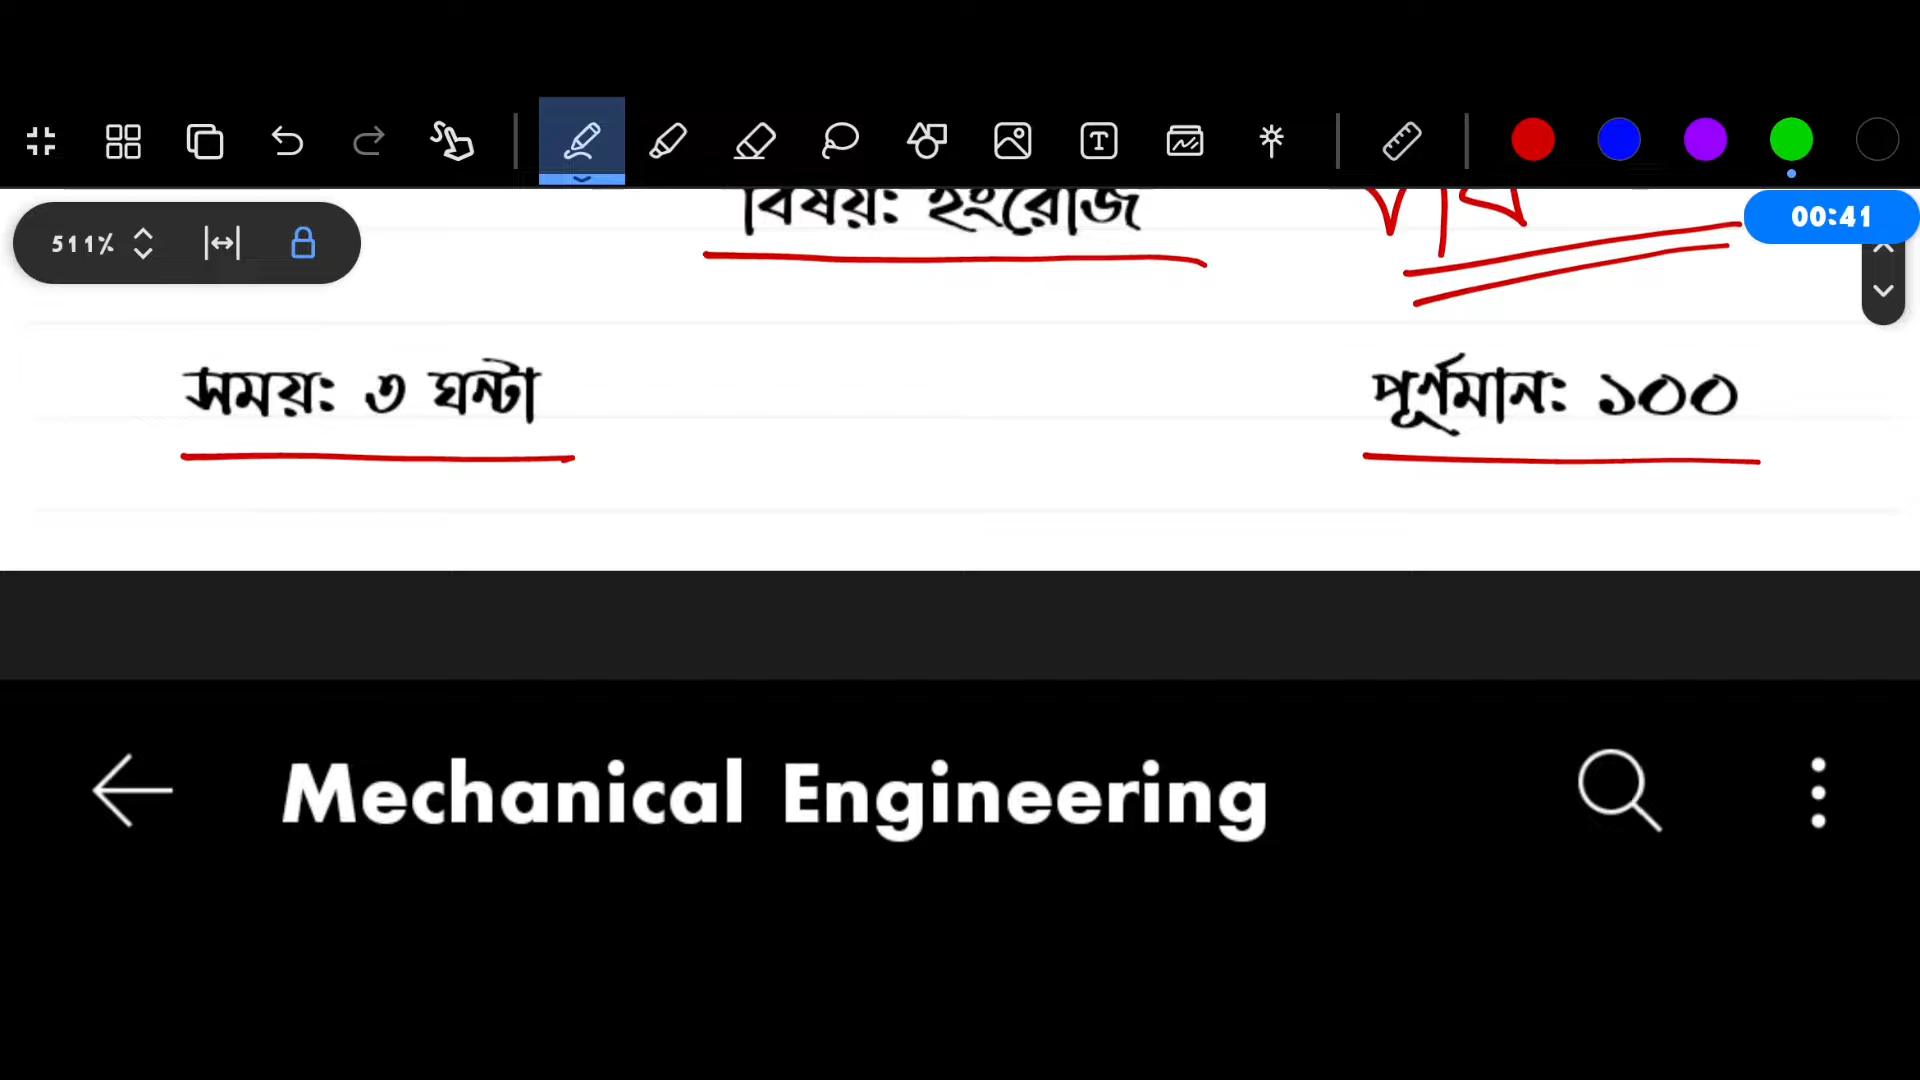 বিষয়: ইংরেজি
511%
00:41
সময়: ৩ ঘন্টা
পূর্ণমান: ১০০
Mechanical Engineering